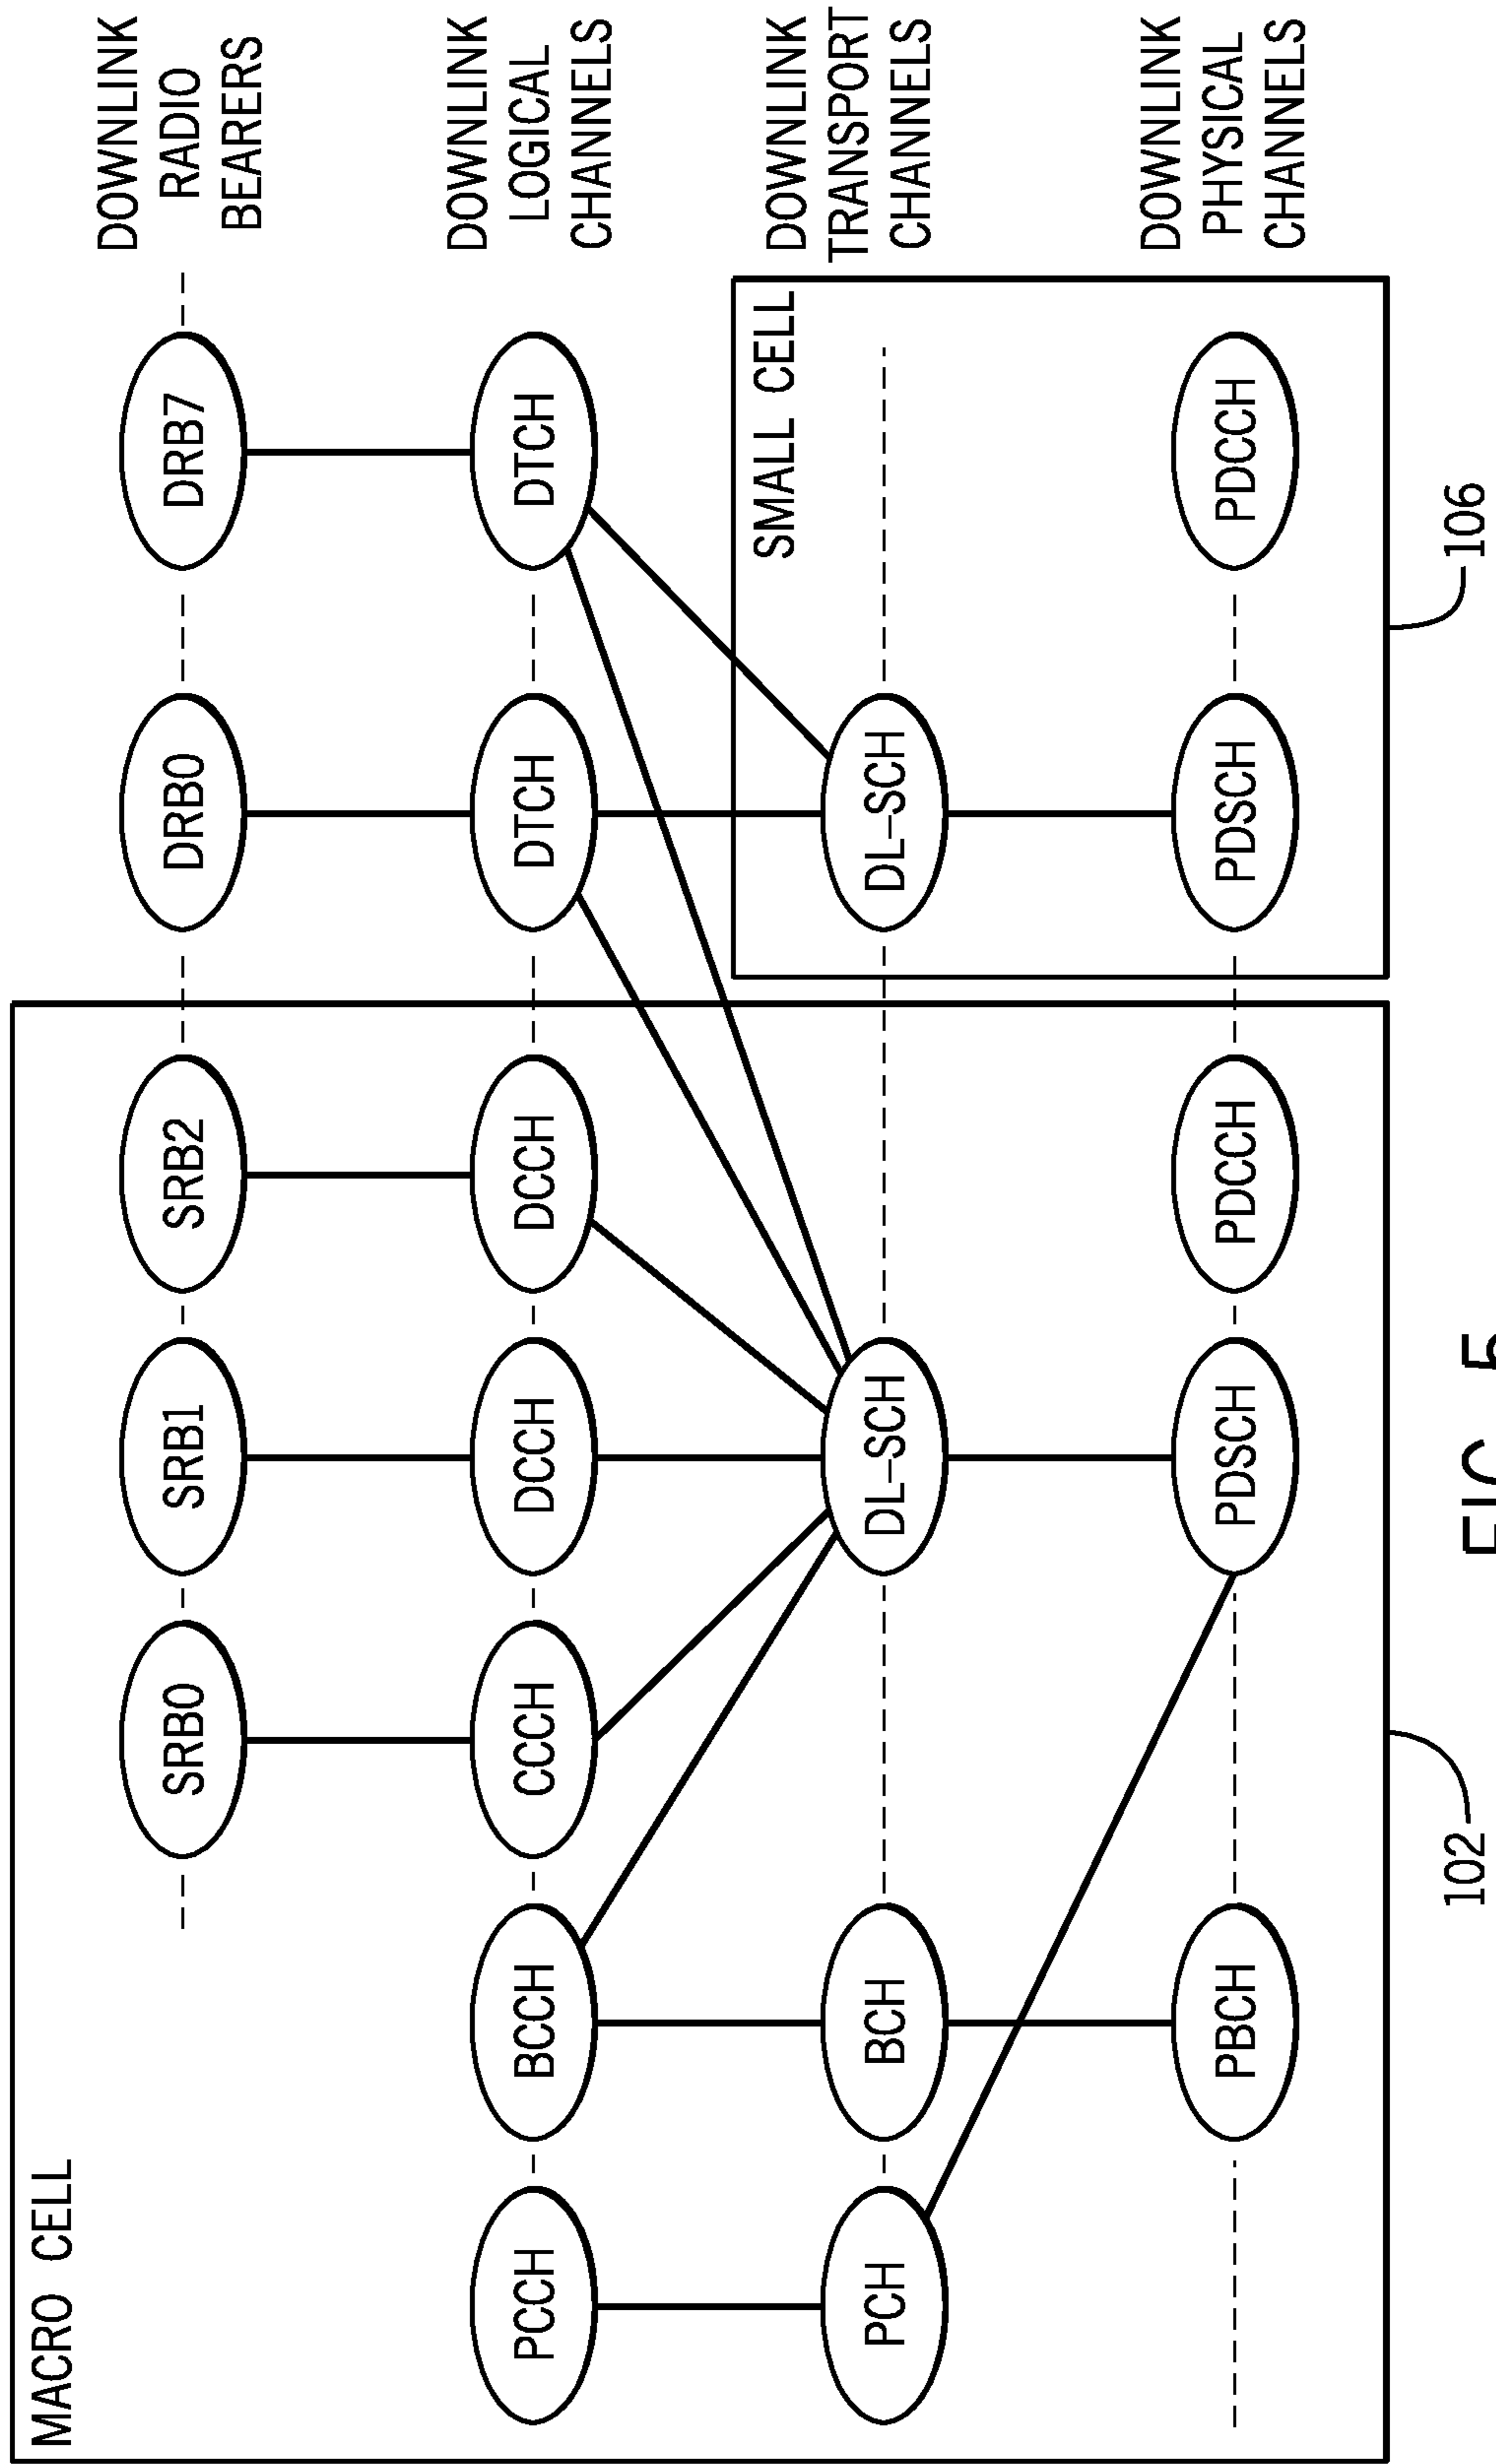 MACRO CELL
SRB0
SRB1
SRB2
DRB0
DRB7
DOWNLINK
RADIO
BEARERS
PCCH
BCCH
CCCH
DCCH
DCCH
DTCH
DTCH
DOWNLINK
LOGICAL
CHANNELS
SMALL CELL
PCH
BCH
DL-SCH
DL-SCH
DOWNLINK
TRANSPORT
CHANNELS
PBCH
PDSCH
PDCCH
PDSCH
PDCCH
DOWNLINK
PHYSICAL
CHANNELS
102
106
FIG. 5